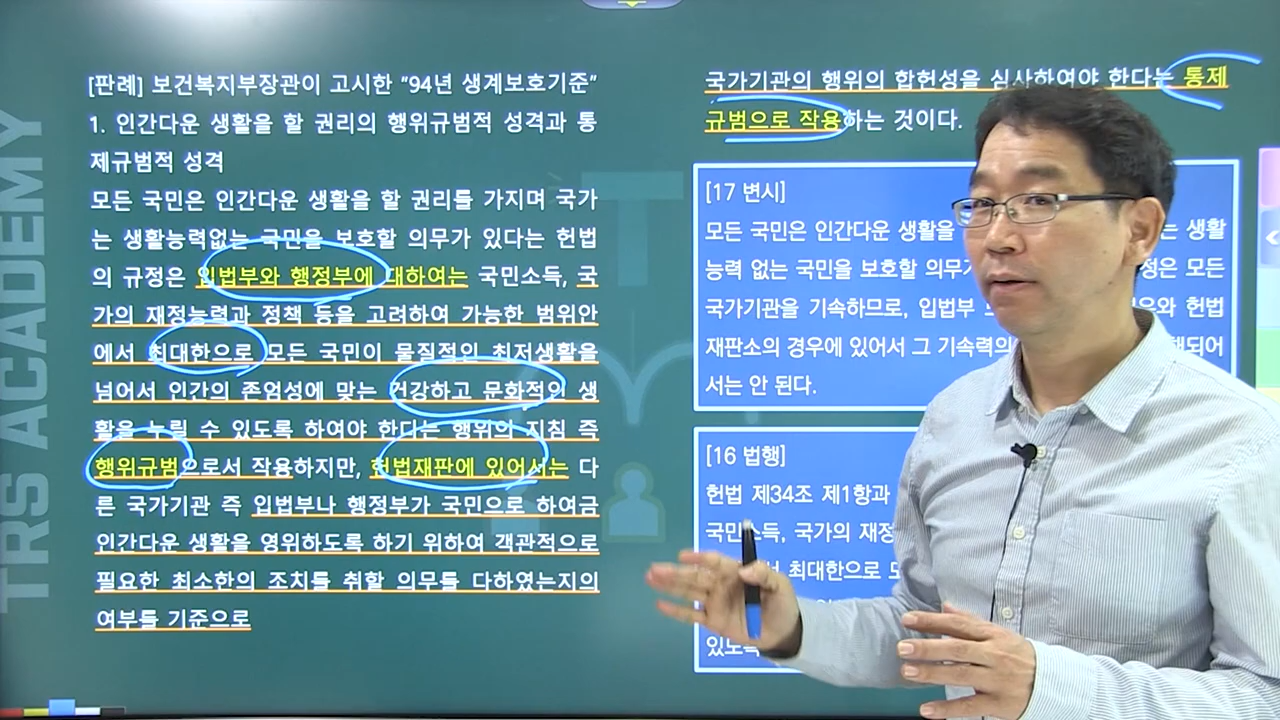 TRS ACADEMY
[판례] 보건복지부장관이 고시한 “94년 생계보호기준”
1. 인간다운 생활을 할 권리의 행위규범적 성격과 통
제규범적 성격
모든 국민은 인간다운 생활을 할 권리를 가지며 국가
는 생활능력없는 국민을 보호할 의무가 있다는 헌법
의 규정은 입법부와 행정부에 대하여는 국민소득, 국
가의 재정능력과 정책 등을 고려하여 가능한 범위안
에서 최대한으로 모든 국민이 물질적인 최저생활을
넘어서 인간의 존엄성에 맞는 건강하고 문화적인 생
활을 누릴 수 있도록 하여야 한다는 행위의 지침 즉
행위규범으로서 작용하지만, 헌법재판에 있어서는 다
른 국가기관 즉 입법부나 행정부가 국민으로 하여금
인간다운 생활을 영위하도록 하기 위하여 객관적으로
필요한 최소한의 조치를 취할 의무를 다하였는지의
여부를 기준으로
국가기관의 행위의 합헌성을 심사하여야 한다는 통제
규범으로 작용하는 것이다.
[17 변시]
모든 국민은 인간다운 생활을 는 생활
능력 없는 국민을 보호할 의무가 모든
국가기관을 기속하므로, 입법부 헌법
재판소의 경우에 있어서 그 기속력의 되어
서는 안 된다.
[16 법행]
헌법 제34조 제1항과
국민소득, 국가의 재정
최대한으로
있도록